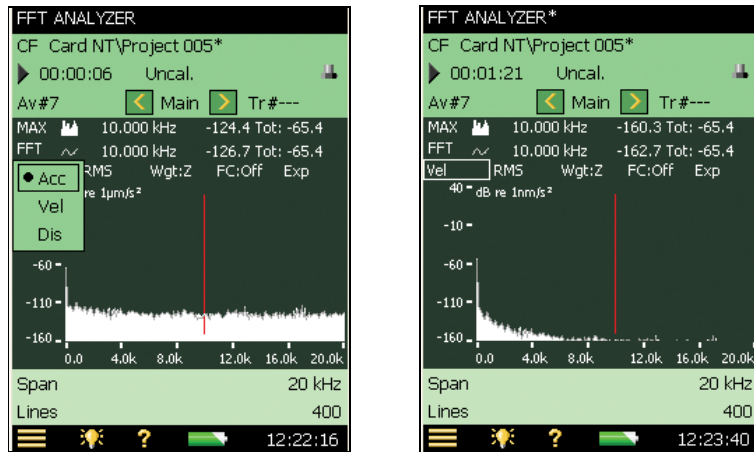 FFT ANALYZER
CF Card NT\Project 005*
00:00:06 Uncal.
Av#7 < Main > Tr#---
MAX 10.000 kHz -124.4 Tot: -65.4
FFT 10.000 kHz -126.7 Tot: -65.4
RMS Wgt:Z FC:Off Exp
Acc
Vel
Dis
re 1µm/s²
-60
-110
-160
0.0 4.0k 8.0k 12.0k 16.0k 20.0k
Span 20 kHz
Lines 400
? 12:22:16
FFT ANALYZER*
CF Card NT\Project 005*
00:01:21 Uncal.
Av#7 < Main > Tr#---
MAX 10.000 kHz -160.3 Tot: -65.4
FFT 10.000 kHz -162.7 Tot: -65.4
Vel RMS Wgt:Z FC:Off Exp
40 dB re 1nm/s²
-10
-60
-110
-160
0.0 4.0k 8.0k 12.0k 16.0k 20.0k
Span 20 kHz
Lines 400
? 12:23:40